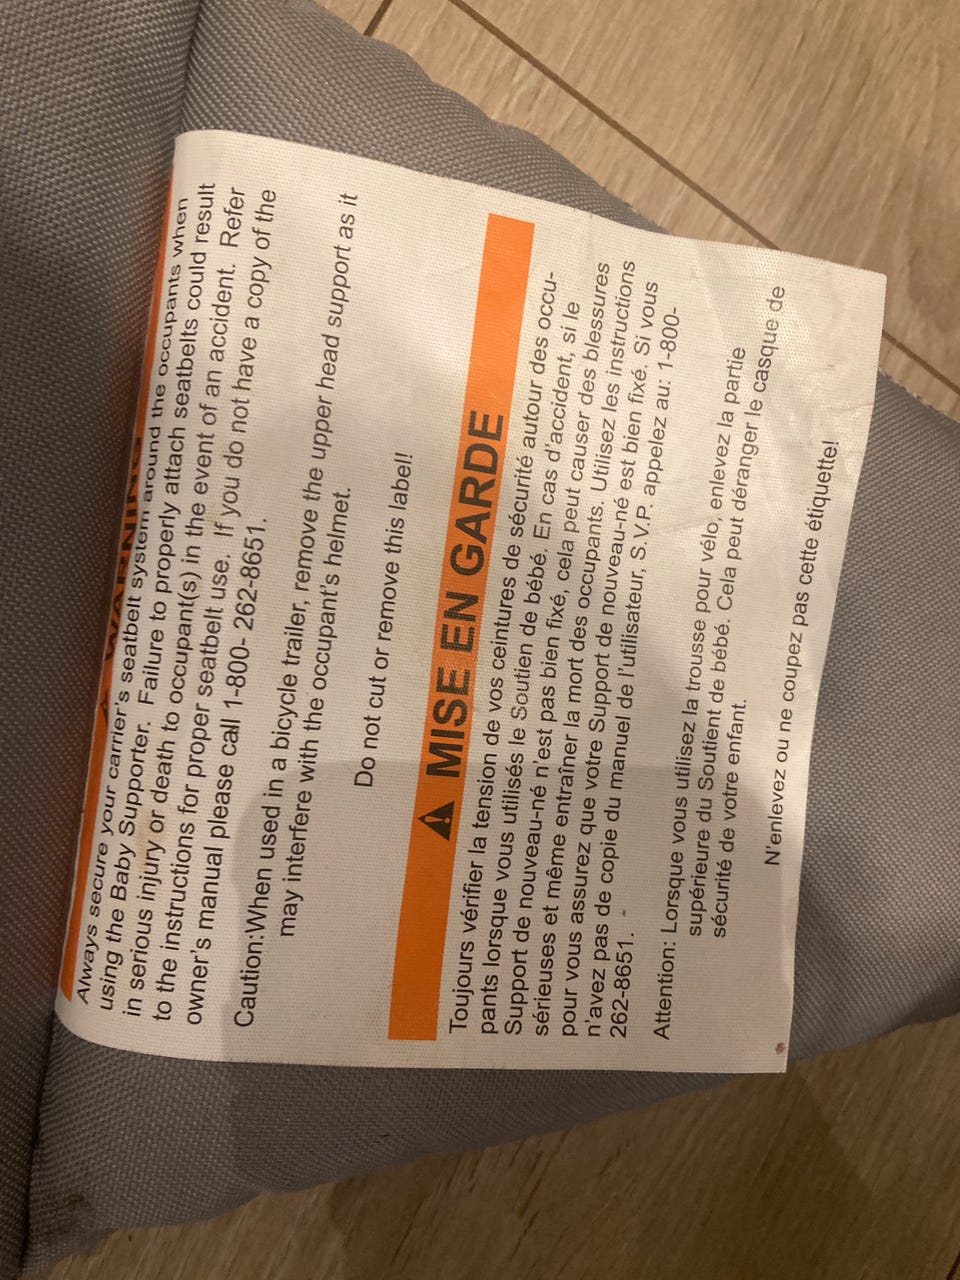 ⚠ WARNING
Always secure your carrier's seatbelt system around the occupants when
using the Baby Supporter. Failure to properly attach seatbelts could result
in serious injury or death to occupant(s) in the event of an accident. Refer
to the instructions for proper seatbelt use. If you do not have a copy of the
owner's manual please call 1-800- 262-8651.
Caution:When used in a bicycle trailer, remove the upper head support as it
may interfere with the occupant's helmet.
Do not cut or remove this label!
⚠ MISE EN GARDE
Toujours vérifier la tension de vos ceintures de sécurité autour des occu-
pants lorsque vous utilisés le Soutien de bébé. En cas d'accident, si le
Support de nouveau-né n'est pas bien fixé, cela peut causer des blessures
sérieuses et même entraîner la mort des occupants. Utilisez les instructions
pour vous assurez que votre Support de nouveau-né est bien fixé. Si vous
n'avez pas de copie du manuel de l'utilisateur, S.V.P. appelez au: 1-800-
262-8651.
Attention: Lorsque vous utilisez la trousse pour vélo, enlevez la partie
supérieure du Soutient de bébé. Cela peut déranger le casque de
sécurité de votre enfant.
N'enlevez ou ne coupez pas cette étiquette!